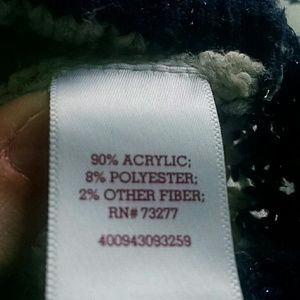 90% ACRYLIC;
8% POLYESTER;
2% OTHER FIBER;
RN# 73277
400943093259